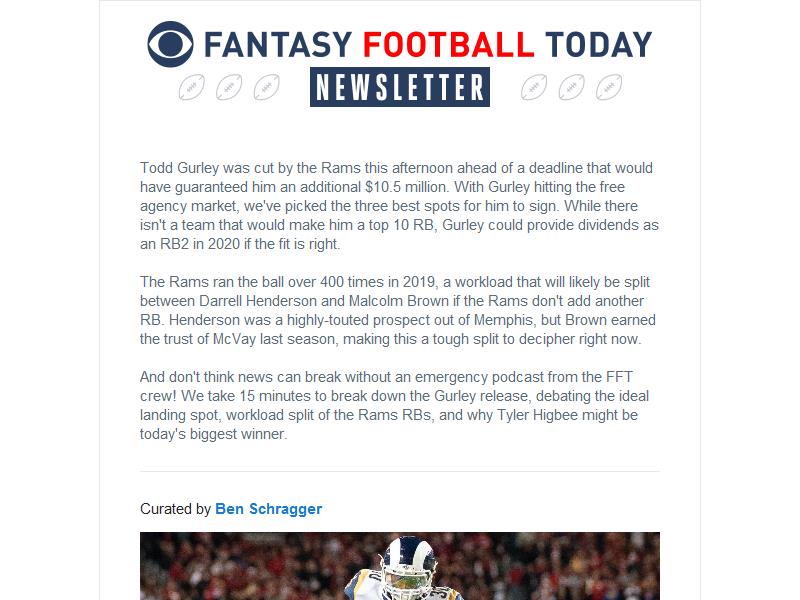 FANTASY FOOTBALL TODAY
NEWSLETTER
Todd Gurley was cut by the Rams this afternoon ahead of a deadline that would
have guaranteed him an additional $10.5 million. With Gurley hitting the free
agency market, we've picked the three best spots for him to sign. While there
isn't a team that would make him a top 10 RB, Gurley could provide dividends as
an RB2 in 2020 if the fit is right.
The Rams ran the ball over 400 times in 2019, a workload that will likely be split
between Darrell Henderson and Malcolm Brown if the Rams don't add another
RB. Henderson was a highly-touted prospect out of Memphis, but Brown earned
the trust of McVay last season, making this a tough split to decipher right now.
And don't think news can break without an emergency podcast from the FFT
crew! We take 15 minutes to break down the Gurley release, debating the ideal
landing spot, workload split of the Rams RBs, and why Tyler Higbee might be
today's biggest winner.
Curated by Ben Schragger